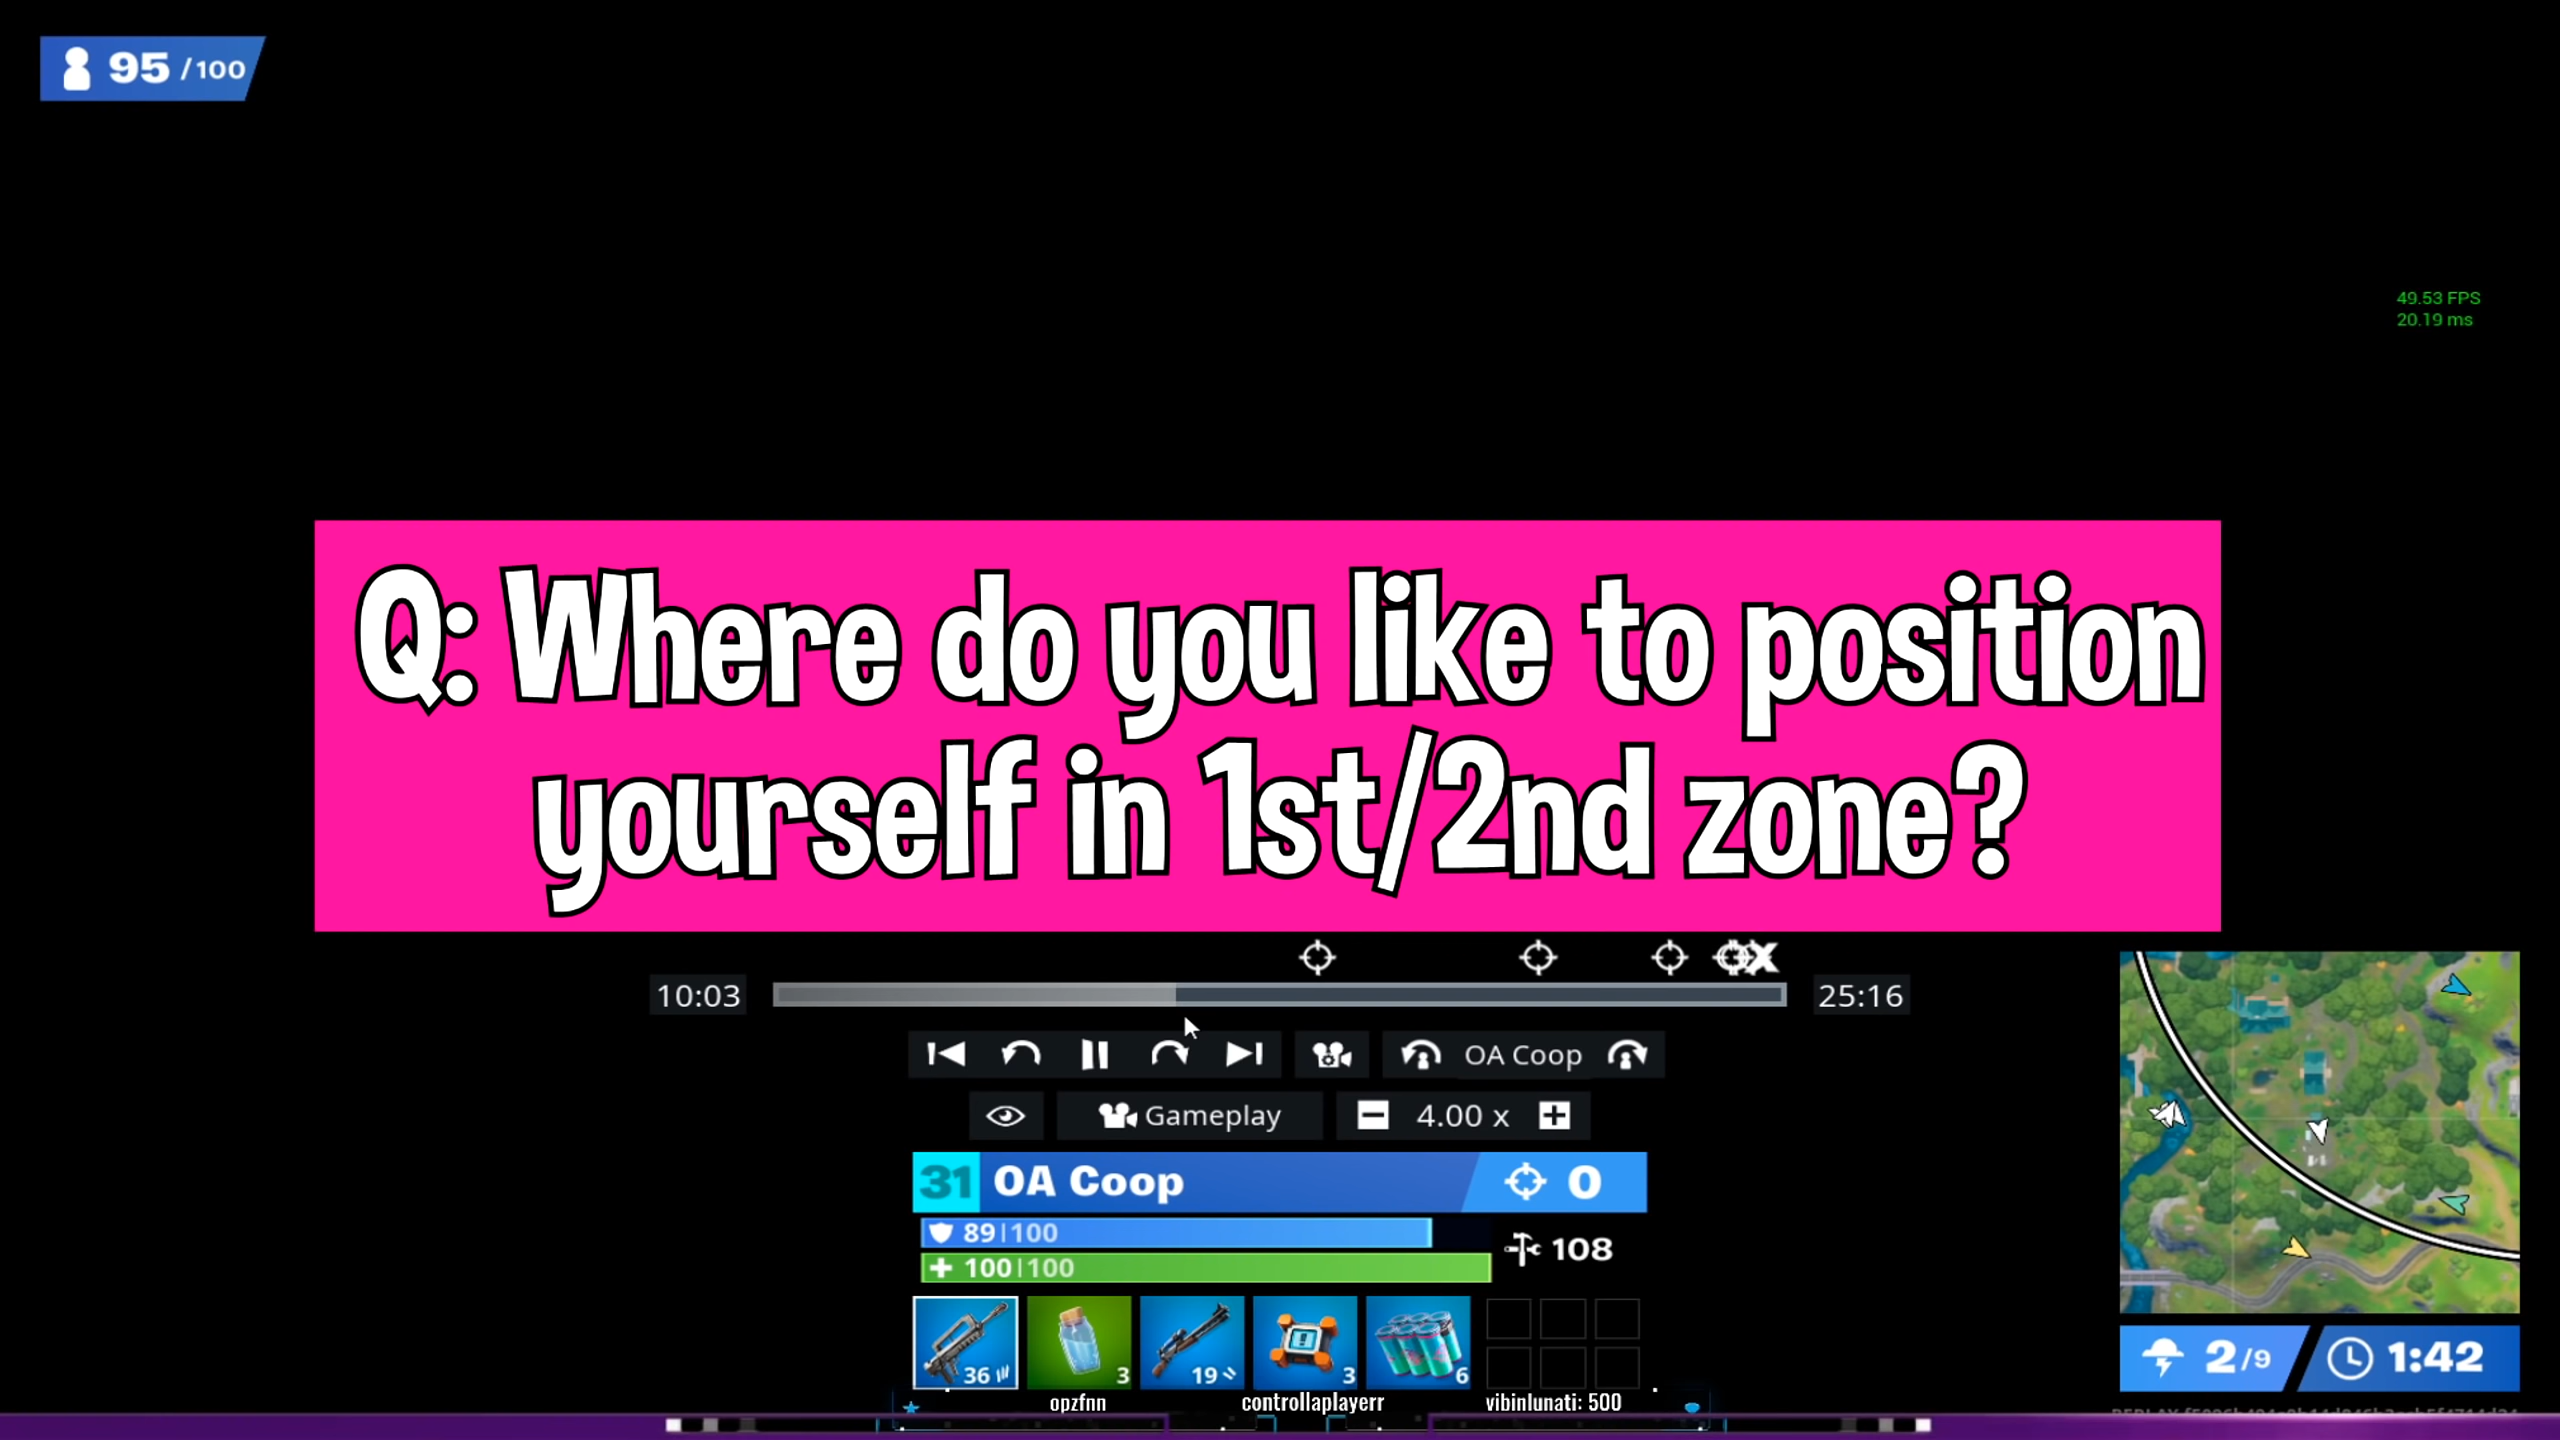 95 /100
49.53 FPS
20.19 ms
Q: Where do you like to position
yourself in 1st/2nd zone?
10:03
25:16
OA Coop
Gameplay
4.00 x
31 OA Coop 0
89|100
108
100|100
36 3 19 3 6
2/9 1:42
opzfnn controllaplayerr vibinlunati: 500